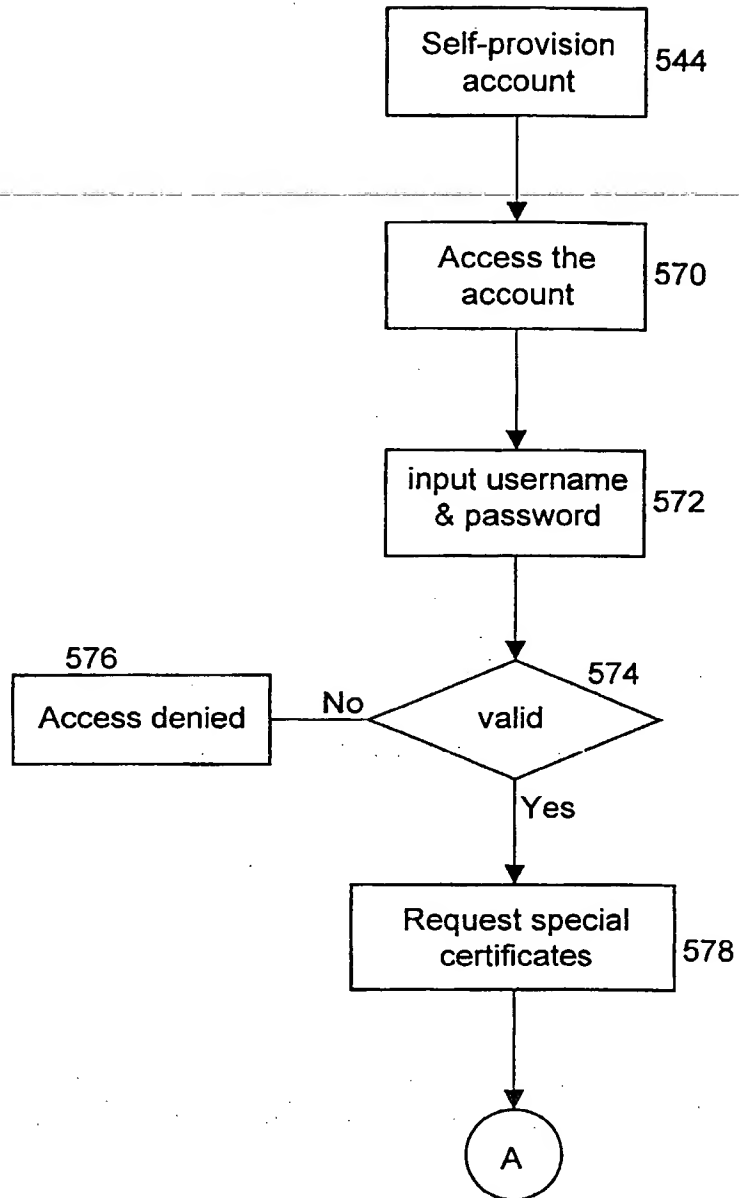 Self-provision
account
544
Access the
account
570
input username
& password
572
576
Access denied
No
valid
574
Yes
Request special
certificates
578
A